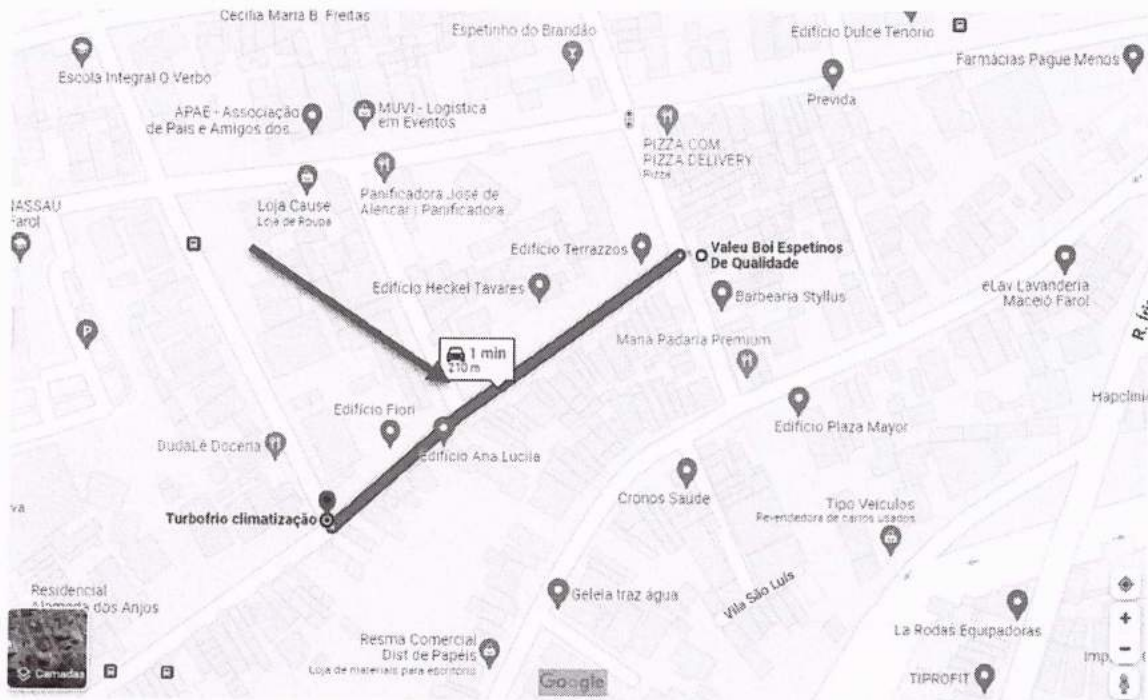 Cecília Maria B. Freitas
Espetinho do Brandão
Edifício Dulce Tenório
Farmácias Pague Menos
Escola Integral O Verbo
Previda
APAE - Associação
de Pais e Amigos dos...
MUVI - Logística
em Eventos
PIZZA COM
PIZZA DELIVERY
Pizza
Panificadora José de
Alencar | Panificadora...
Loja Cause
Loja de Roupa
NASSAU
Farol
Edifício Terrazzos
Valeu Boi Espetinos
De Qualidade
Edifício Heckel Tavares
Barbearia Styllus
eLav Lavanderia
Maceió Farol
P
Maria Padaria Premium
1 min
210 m
Hapclínic
Edifício Fiori
Edifício Plaza Mayor
DudaLê Doceria
Edifício Ana Lucila
Cronos Saúde
Tipo Veículos
Revendedora de carros usados
va
Turbofrio climatização
Vila São Luís
Residencial
Alameda dos Anjos
Geleia traz água
La Rodas Equipadoras
Resma Comercial
Dist de Papéis
Loja de materiais para escritório
Camadas
Google
TIPROFIT